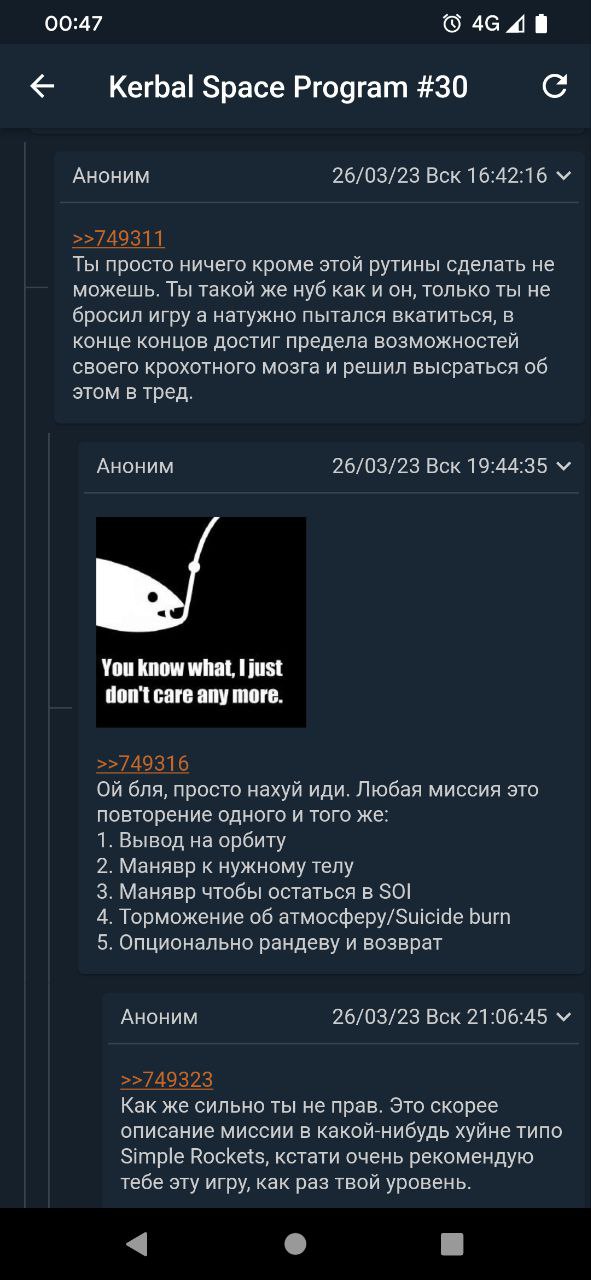 00:47
4G
Kerbal Space Program #30
Аноним 26/03/23 Вск 16:42:16
>>749311
Ты просто ничего кроме этой рутины сделать не
можешь. Ты такой же нуб как и он, только ты не
бросил игру а натужно пытался вкатиться, в
конце концов достиг предела возможностей
своего крохотного мозга и решил высраться об
этом в тред.
Аноним 26/03/23 Вск 19:44:35
You know what, I just
don't care any more.
>>749316
Ой бля, просто нахуй иди. Любая миссия это
повторение одного и того же:
1. Вывод на орбиту
2. Манявр к нужному телу
3. Манявр чтобы остаться в SOI
4. Торможение об атмосферу/Suicide burn
5. Опционально рандеву и возврат
Аноним 26/03/23 Вск 21:06:45
>>749323
Как же сильно ты не прав. Это скорее
описание миссии в какой-нибудь хуйне типо
Simple Rockets, кстати очень рекомендую
тебе эту игру, как раз твой уровень.